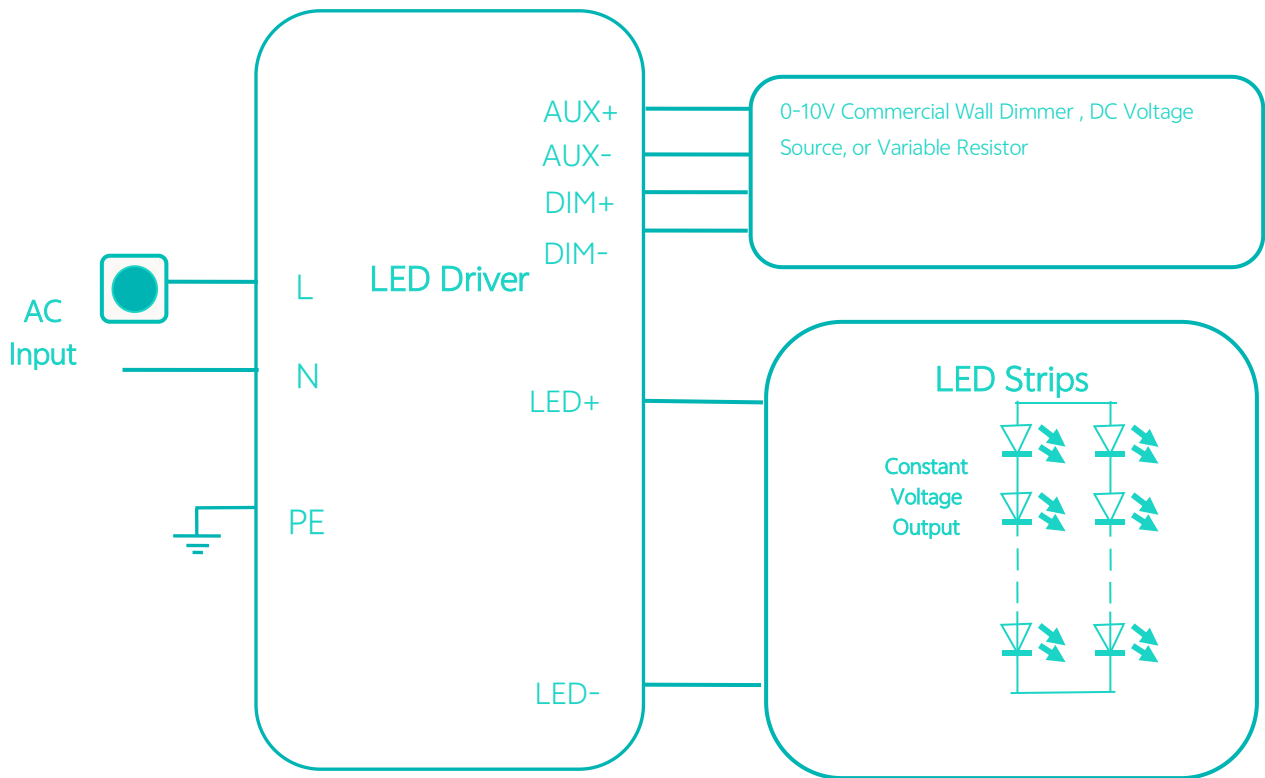 AUX+
AUX-
DIM+
DIM-
0-10V Commercial Wall Dimmer , DC Voltage
Source, or Variable Resistor
AC
Input
L
N
PE
LED Driver
LED+
LED-
LED Strips
Constant
Voltage
Output